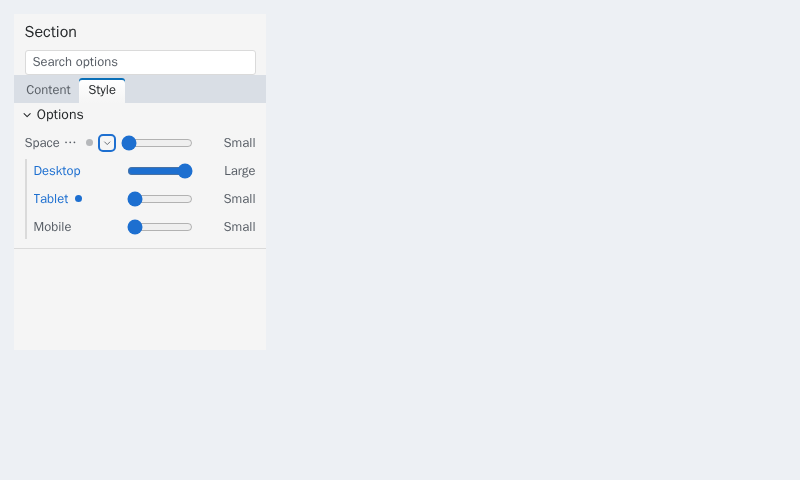 Section
Search options
Content Style
Options
Space ··· Small
Desktop Large
Tablet Small
Mobile Small